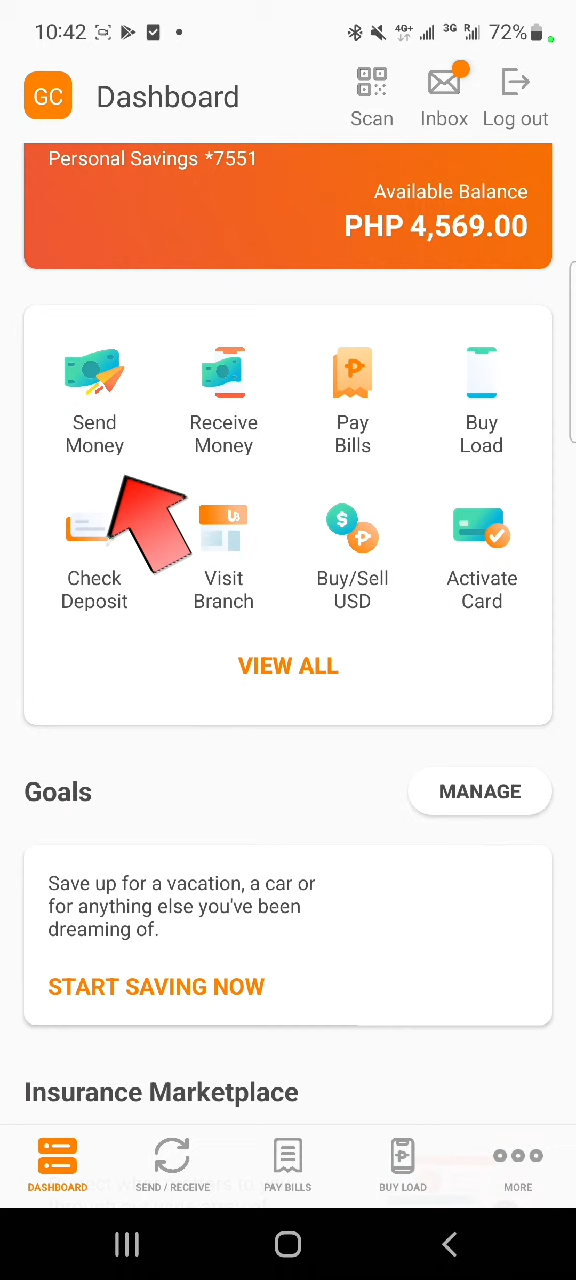 10:42
4G+ 3G 72%
GC Dashboard
Scan Inbox Log out
Personal Savings *7551
Available Balance
PHP 4,569.00
Send Receive Pay Buy
Money Money Bills Load
UB
Check Visit Buy/Sell Activate
Deposit Branch USD Card
VIEW ALL
Goals MANAGE
Save up for a vacation, a car or
for anything else you've been
dreaming of.
START SAVING NOW
Insurance Marketplace
DASHBOARD SEND / RECEIVE PAY BILLS BUY LOAD MORE